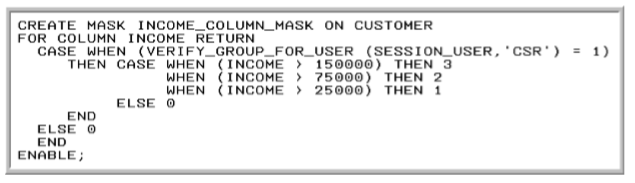 CREATE MASK INCOME_COLUMN_MASK ON CUSTOMER
FOR COLUMN INCOME RETURN
CASE WHEN (VERIFY_GROUP_FOR_USER (SESSION_USER,'CSR') = 1)
THEN CASE WHEN (INCOME > 150000) THEN 3
WHEN (INCOME > 75000) THEN 2
WHEN (INCOME > 25000) THEN 1
ELSE 0
END
ELSE 0
END
ENABLE;